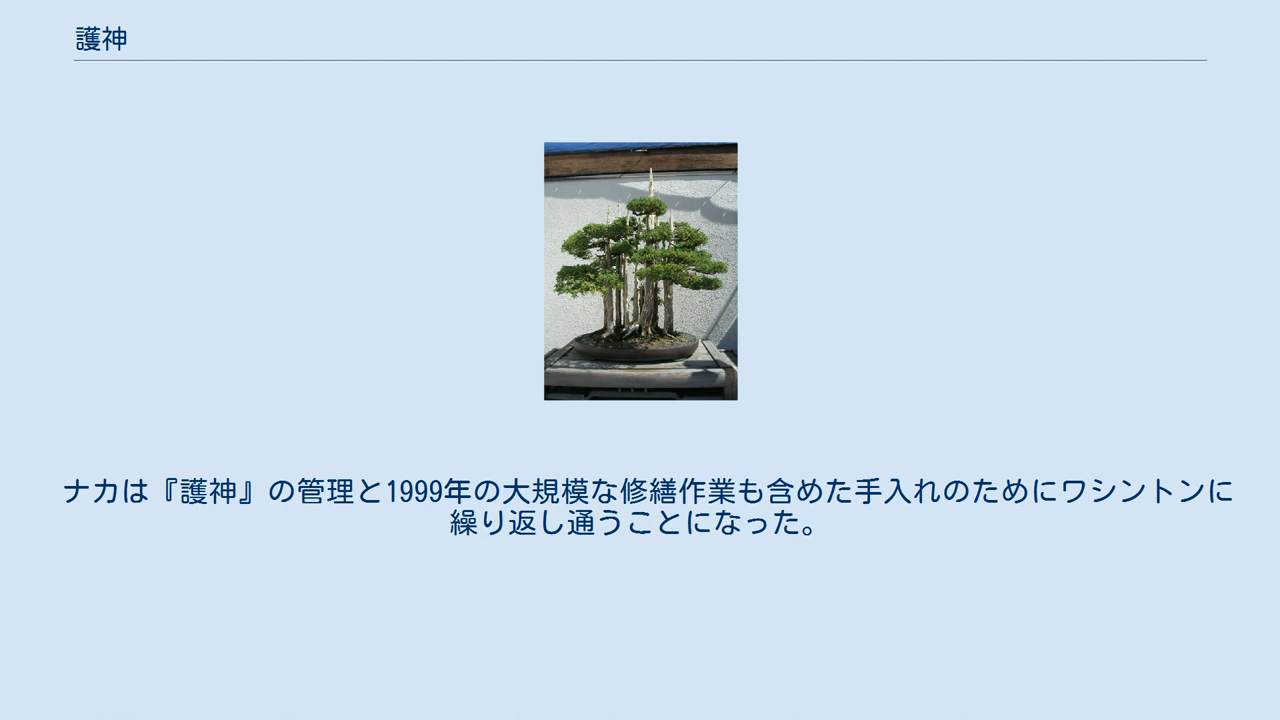 護神
ナカは『護神』の管理と1999年の大規模な修繕作業も含めた手入れのためにワシントンに
繰り返し通うことになった。